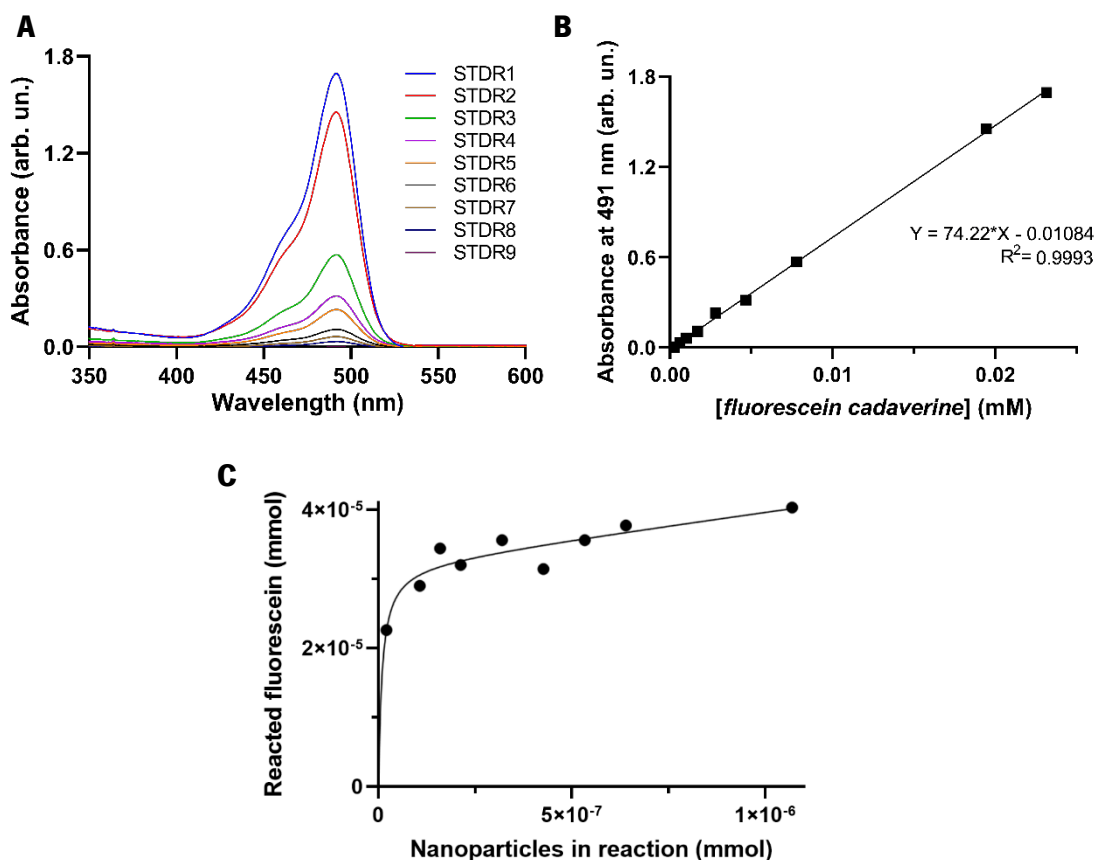 A
Absorbance (arb. un.)
1.8
1.2
0.6
0.0
350
400
450
500
550
600
Wavelength (nm)
STDR1
STDR2
STDR3
STDR4
STDR5
STDR6
STDR7
STDR8
STDR9
B
Absorbance at 491 nm (arb. un.)
1.8
1.2
0.6
0.0
0.00
0.01
0.02
[fluorescein cadaverine] (mM)
Y = 74.22*X - 0.01084
R²= 0.9993
C
Reacted fluorescein (mmol)
4×10⁻⁵
2×10⁻⁵
0
0
5×10⁻⁷
1×10⁻⁶
Nanoparticles in reaction (mmol)